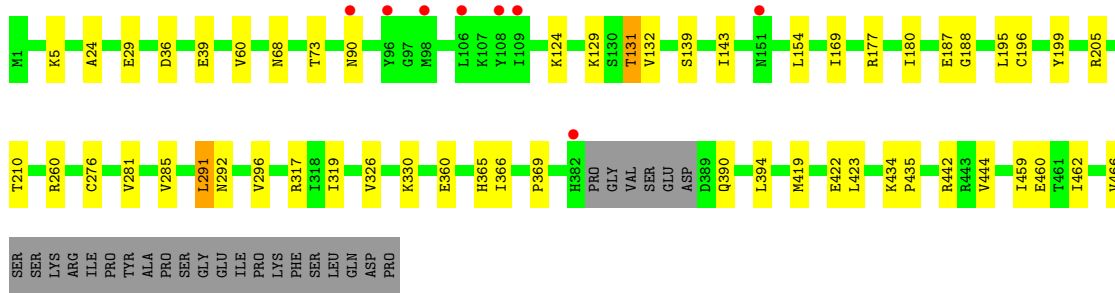 M1 K5 A24 E29 D36 E39 V60 N68 T73 N90 Y96 G97 M98 L106 K107 Y108 I109 K124 K129 S130 T131 V132 S139 I143 N151 L154 I169 R177 I180 E187 G188 L195 C196 Y199 R205
T210 R260 C276 V281 V285 L291 N292 V296 R317 I318 I319 V326 K330 E360 H365 I366 P369 H382 PRO GLY VAL SER GLU ASP D389 Q390 L394 M419 E422 L423 K434 P435 R442 R443 V444 I459 E460 T461 I462
SER SER LYS ARG ILE PRO TYR ALA PRO SER GLY GLU ILE PRO LYS PHE SER LEU GLN ASP PRO